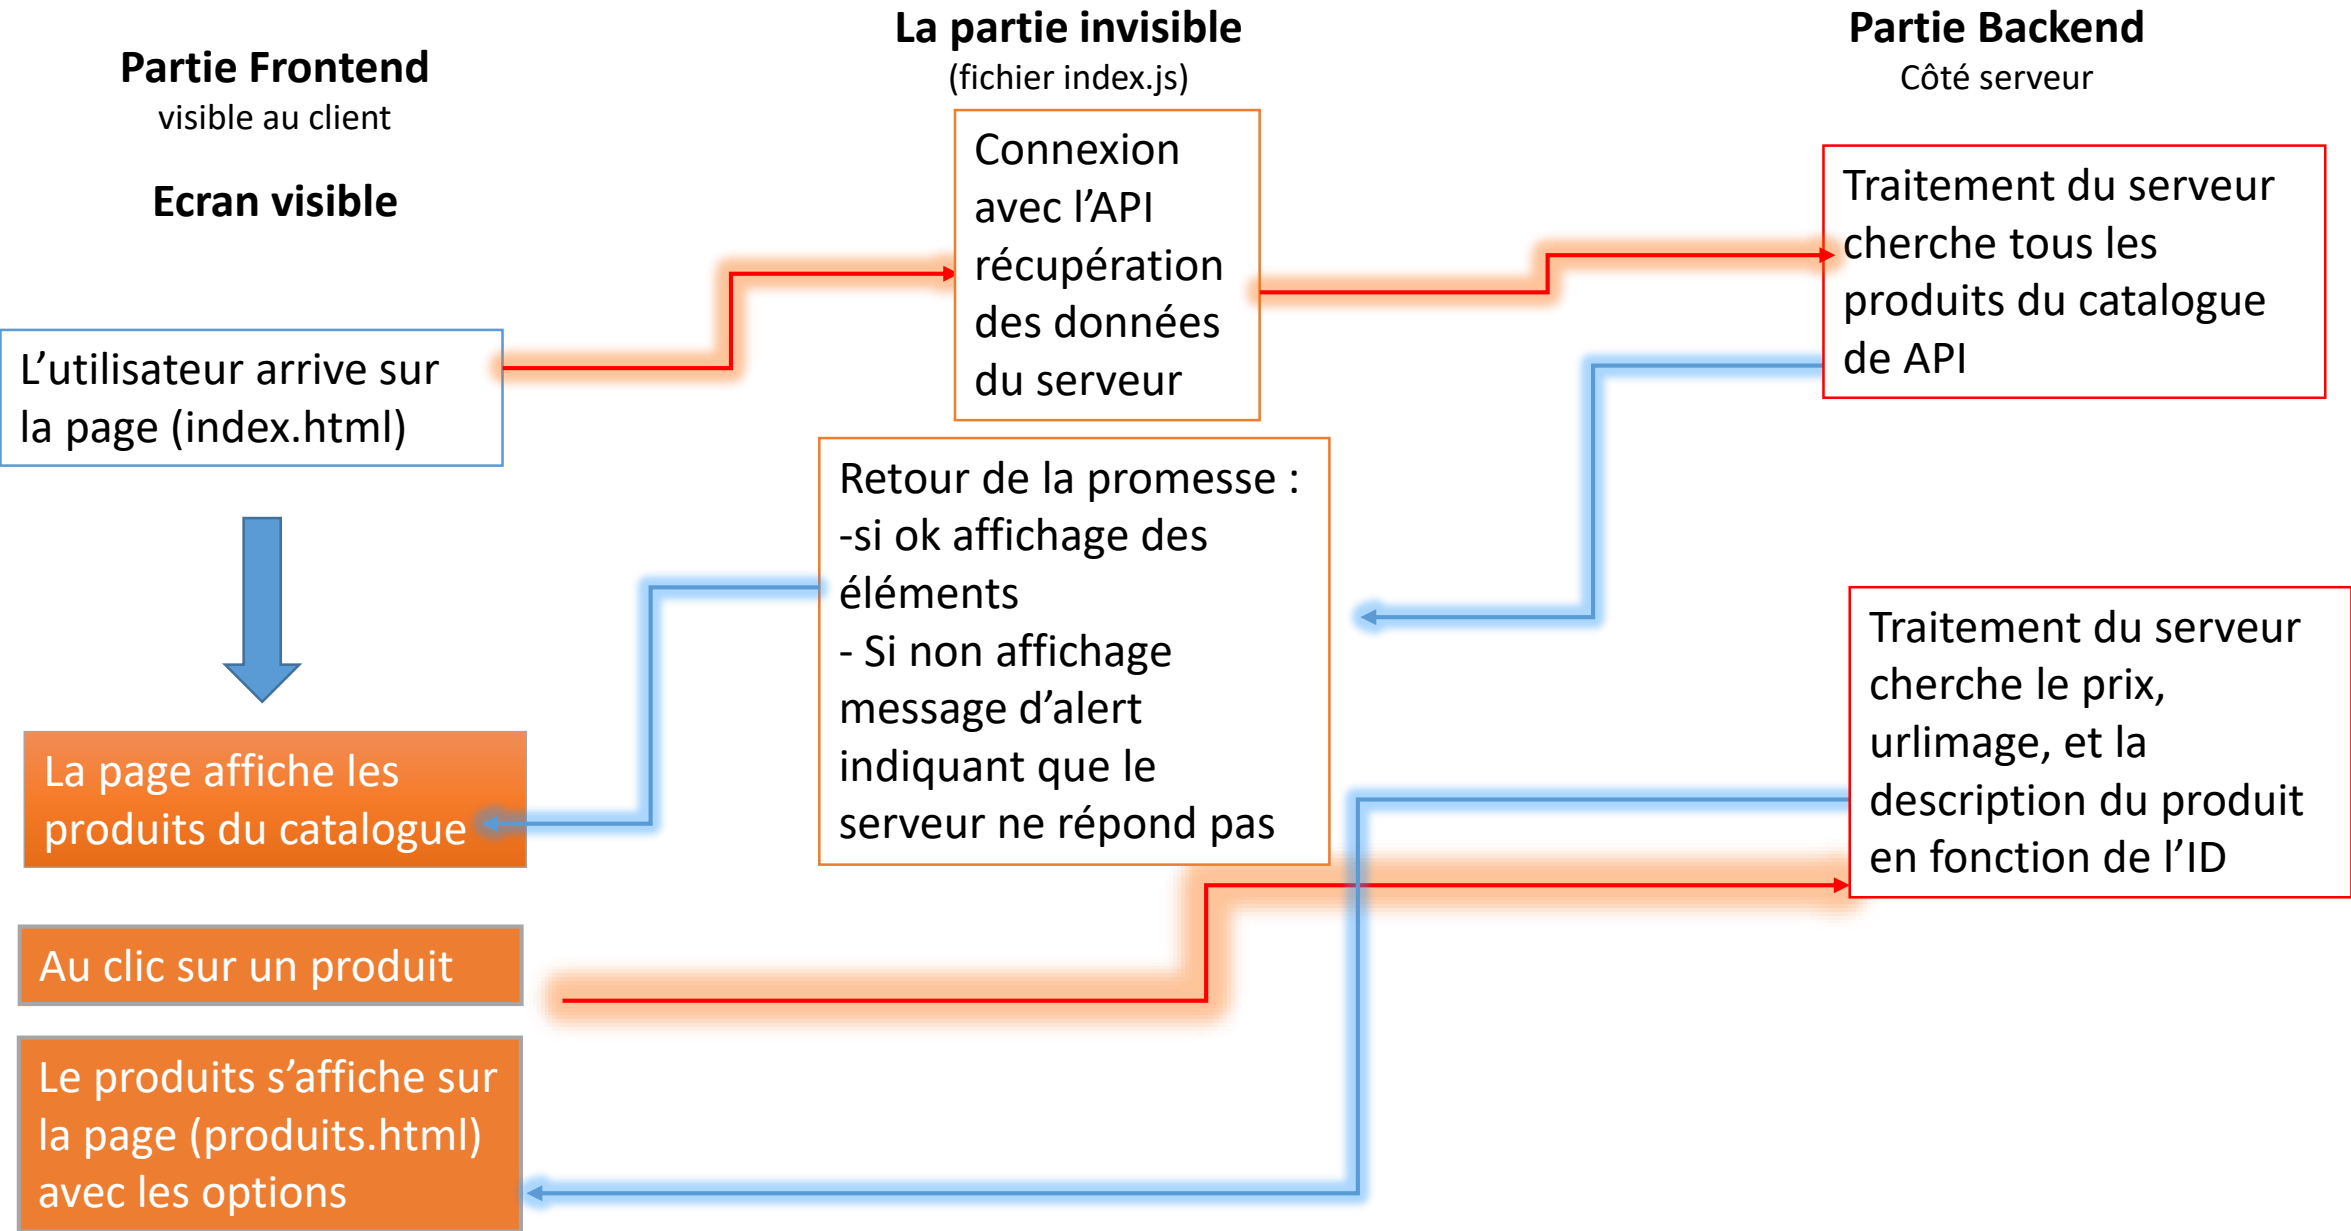 Partie Frontend
visible au client
Ecran visible
L’utilisateur arrive sur
la page (index.html)
La page affiche les
produits du catalogue
Au clic sur un produit
Le produits s’affiche sur
la page (produits.html)
avec les options
La partie invisible
(fichier index.js)
Connexion
avec l’API
récupération
des données
du serveur
Retour de la promesse :
-si ok affichage des
éléments
- Si non affichage
message d’alert
indiquant que le
serveur ne répond pas
Partie Backend
Côté serveur
Traitement du serveur
cherche tous les
produits du catalogue
de API
Traitement du serveur
cherche le prix,
urlimage, et la
description du produit
en fonction de l’ID